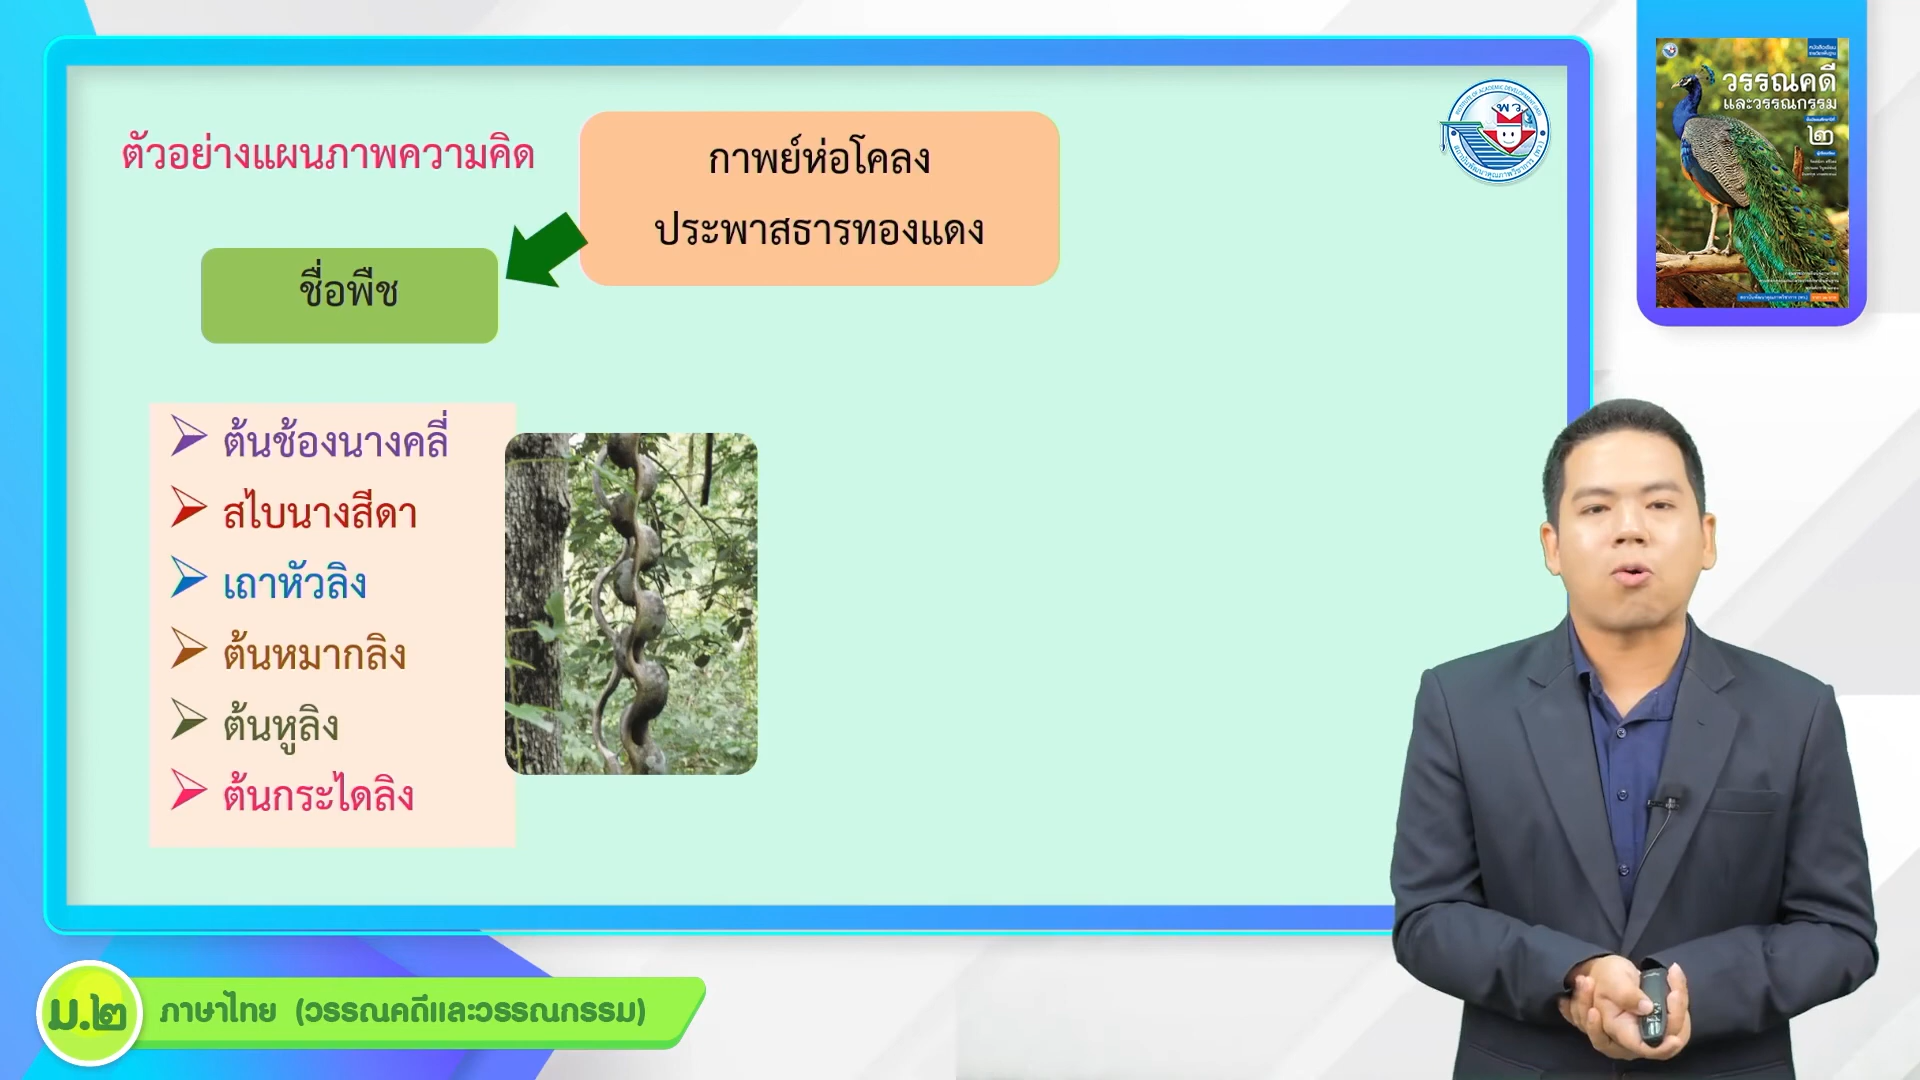 ตัวอย่างแผนภาพความคิด
กาพย์ห่อโคลง
ประพาสธารทองแดง
ชื่อพืช
ต้นช้องนางคลี่
สไบนางสีดา
เถาหัวลิง
ต้นหมากลิง
ต้นหูลิง
ต้นกระไดลิง
วรรณคดี
และวรรณกรรม
๒
ม.๒
ภาษาไทย (วรรณคดีและวรรณกรรม)